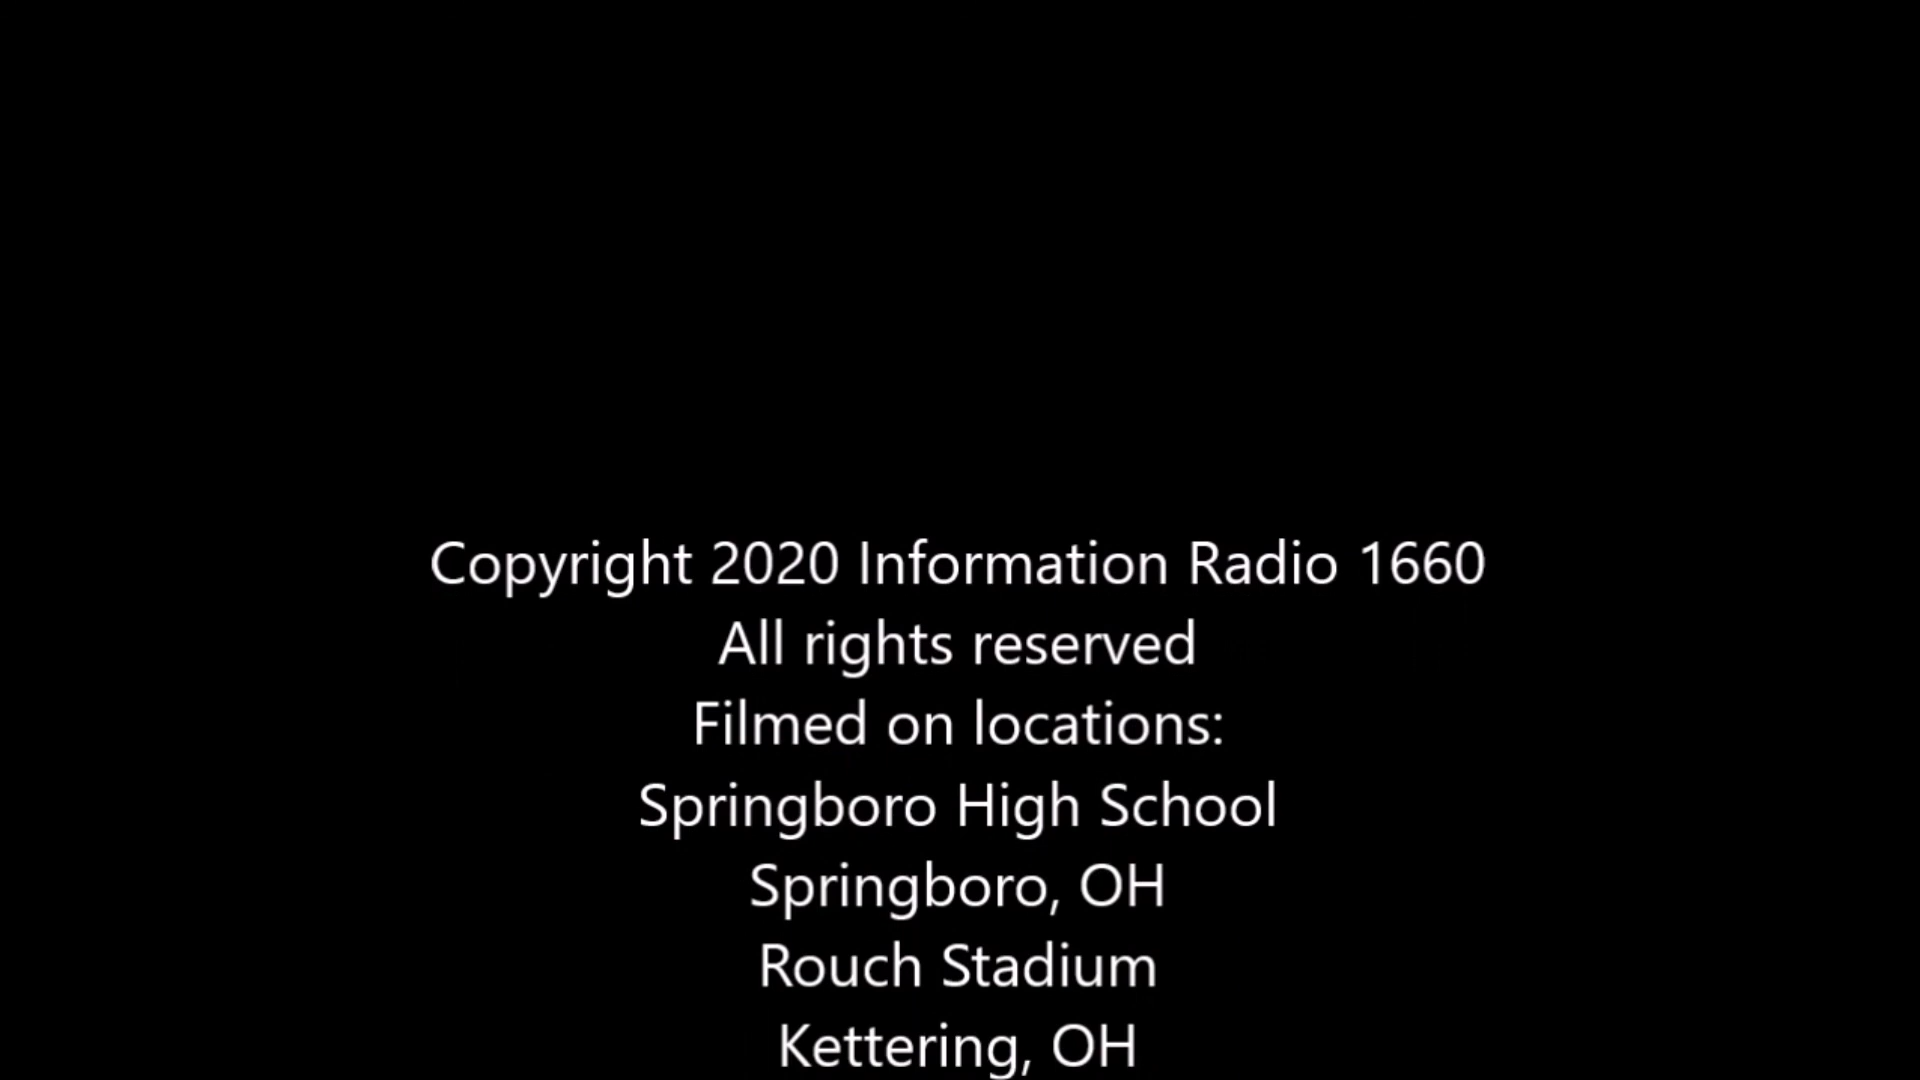 Copyright 2020 Information Radio 1660
All rights reserved
Filmed on locations:
Springboro High School
Springboro, OH
Rouch Stadium
Kettering, OH